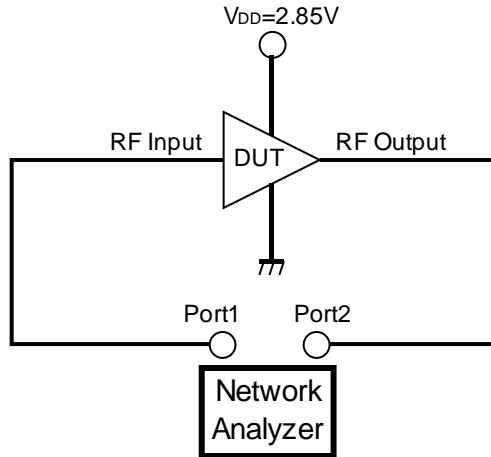 VDD=2.85V
RF Input
DUT
RF Output
Port1
Port2
Network
Analyzer